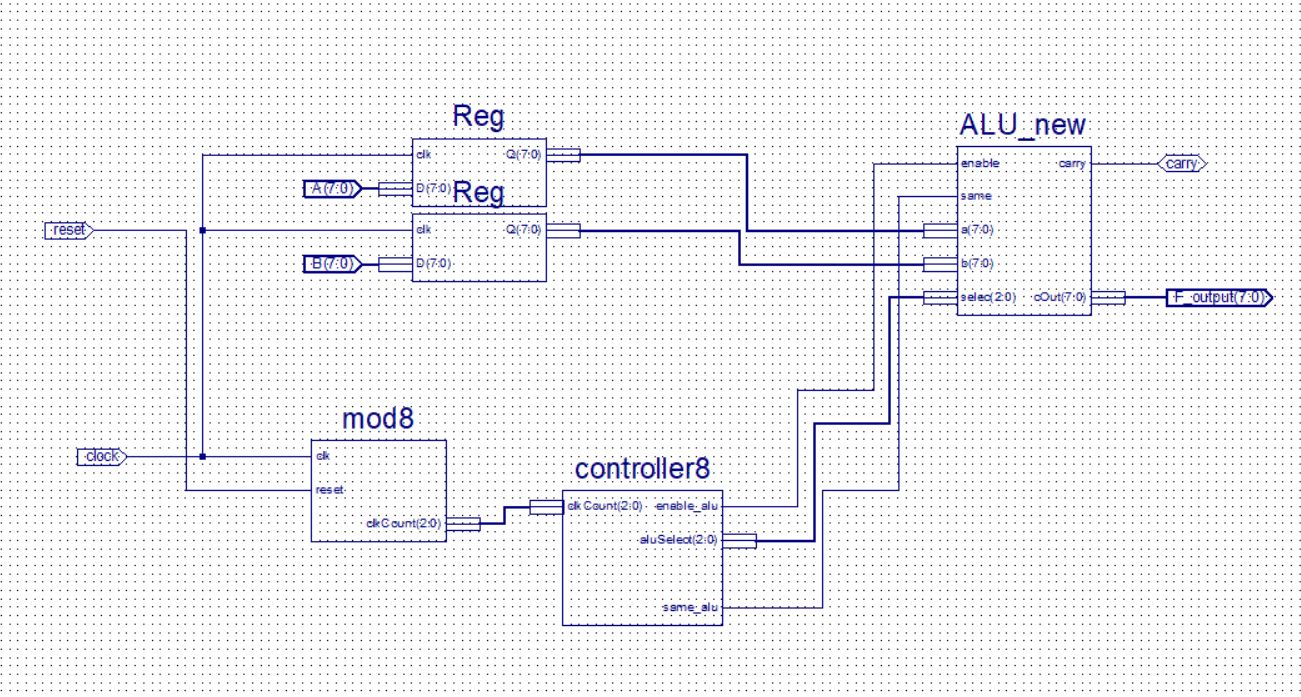 Reg
ALU_new
clk Q(7:0)
A(7:0) D(7:0)
Reg
enable carry carry
same
reset
clk Q(7:0)
a(7:0)
B(7:0) D(7:0)
b(7:0)
selec(2:0) cOut(7:0) F_output(7:0)
mod8
clock clk
reset
clkCount(2:0)
controller8
clkCount(2:0) enable_alu
aluSelect(2:0)
same_alu